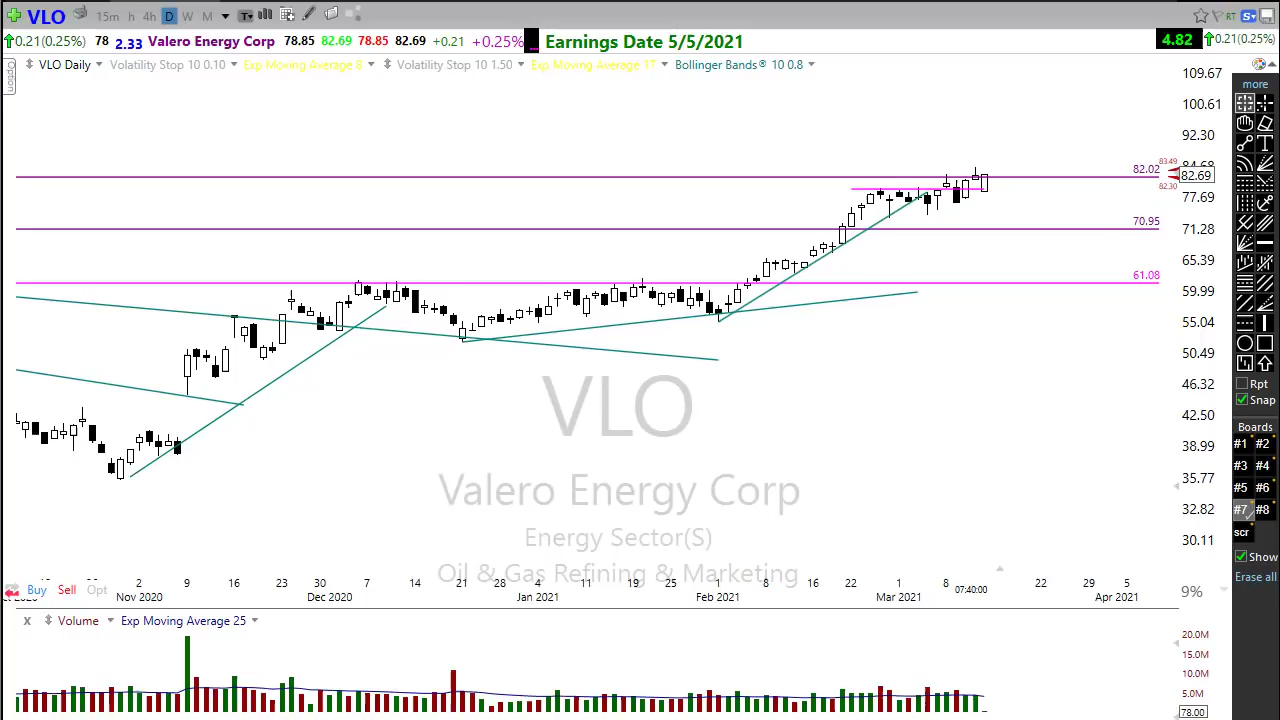 VLO 15m h 4h D W M T RT S
0.21(0.25%) 78 2.33 Valero Energy Corp 78.85 82.69 78.85 82.69 +0.21 +0.25% Earnings Date 5/5/2021 4.82 0.21(0.25%)
Option
VLO Daily Volatility Stop 10 0.10 Exp Moving Average 8 Volatility Stop 10 1.50 Exp Moving Average 17 Bollinger Bands® 10 0.8
109.67
more
100.61
92.30
82.02
83.49
82.69
82.30
77.69
70.95
71.28
65.39
61.08
59.99
55.04
50.49
46.32
Rpt
Snap
42.50
Boards
38.99
#1 #2
#3 #4
35.77
#5 #6
32.82
#7 #8
30.11
scr
VLO
Valero Energy Corp
Energy Sector(S)
Oil & Gas Refining & Marketing
Show
Erase all
Buy Sell Opt
2 9 16 23 30 7 14 21 28 4 11 19 25 1 8 16 22 1 8 22 29 5
Nov 2020 Dec 2020 Jan 2021 Feb 2021 Mar 2021 07:40:00 Apr 2021
9%
x Volume Exp Moving Average 25
20.0M
15.0M
10.0M
5.0M
78.00